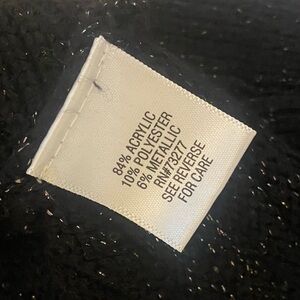 84% ACRYLIC
10% POLYESTER
6% METALLIC
RN#73277
SEE REVERSE
FOR CARE